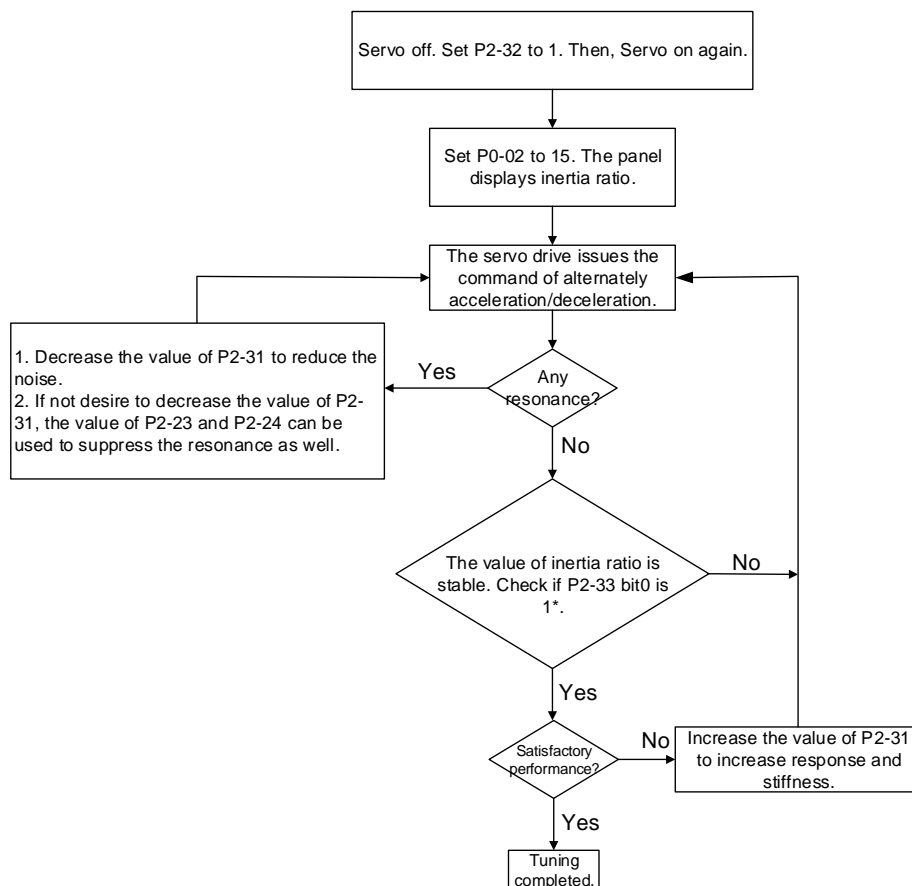 Servo off. Set P2-32 to 1. Then, Servo on again.
Set P0-02 to 15. The panel
displays inertia ratio.
The servo drive issues the
command of alternately
acceleration/deceleration.
1. Decrease the value of P2-31 to reduce the
noise.
2. If not desire to decrease the value of P2-
31, the value of P2-23 and P2-24 can be
used to suppress the resonance as well.
Yes
Any
resonance?
No
The value of inertia ratio is
stable. Check if P2-33 bit0 is
1*.
No
Yes
Satisfactory
performance?
No
Increase the value of P2-31
to increase response and
stiffness.
Yes
Tuning
completed.